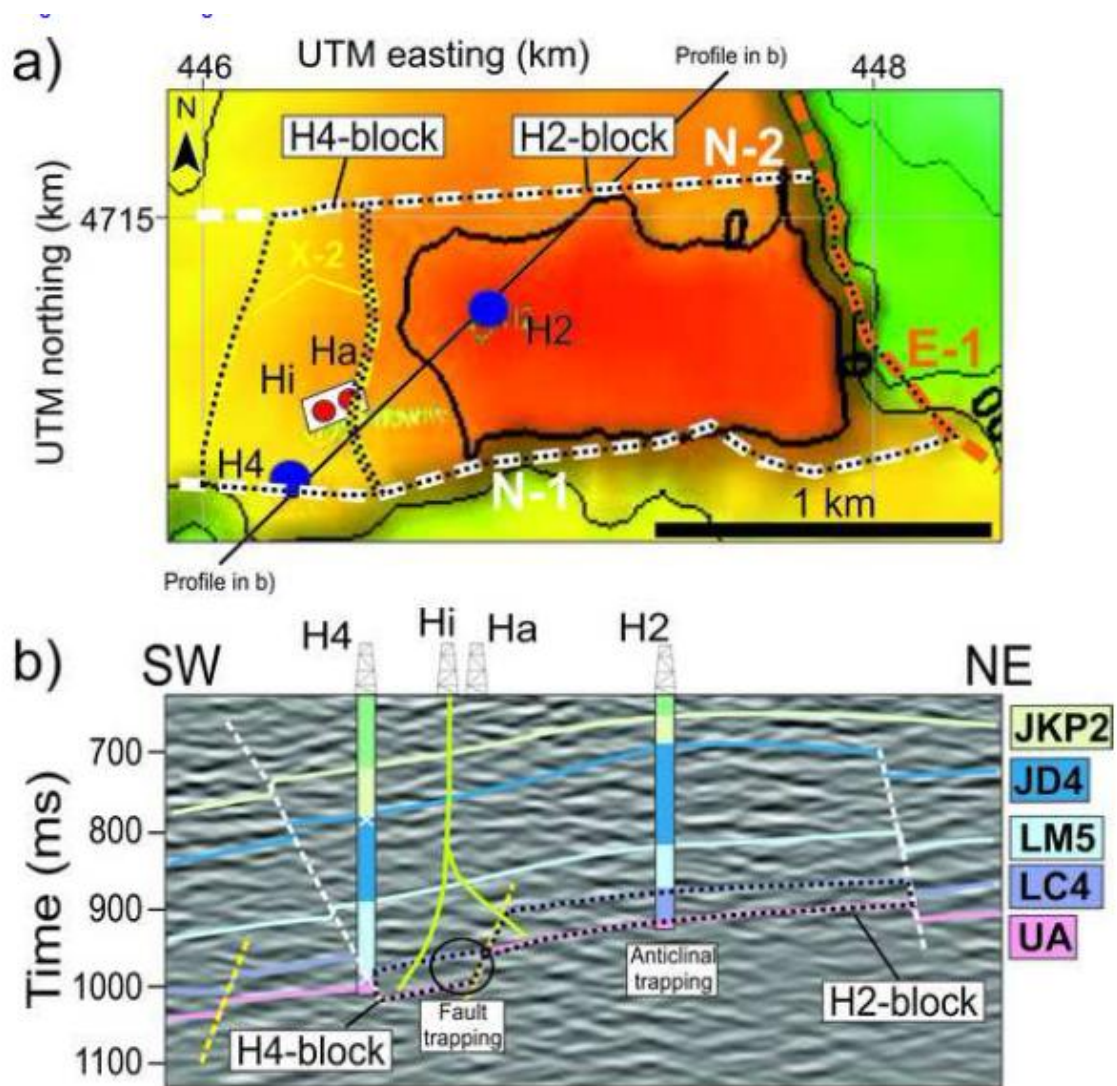 a)
UTM easting (km)
Profile in b)
446
448
N
H4-block
H2-block
N-2
4715
UTM northing (km)
0
X-2
H2
E-1
Ha
Hi
H4
N-1
1 km
Profile in b)
b)
SW
H4
Hi
Ha
H2
NE
Time (ms)
700
800
900
1000
1100
JKP2
JD4
LM5
LC4
UA
Anticlinal
trapping
H2-block
Fault
trapping
H4-block